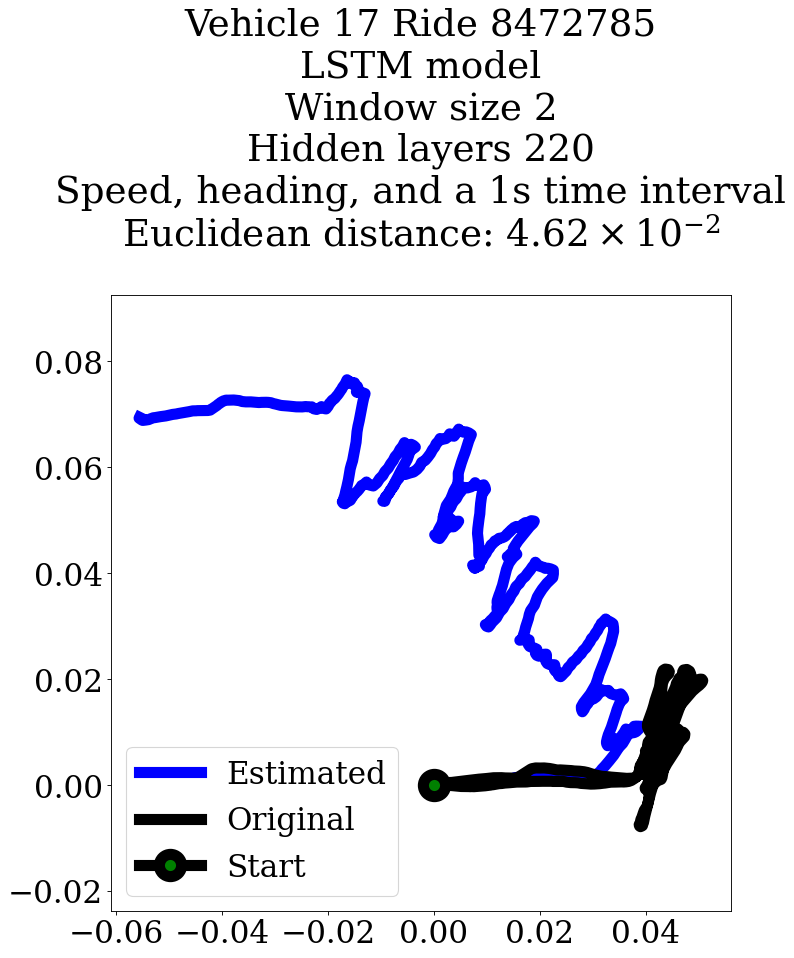 Vehicle 17 Ride 8472785
LSTM model
Window size 2
Hidden layers 220
Speed, heading, and a 1s time interval
Euclidean distance: 4.62 × 10⁻²
0.08
0.06
0.04
0.02
0.00
−0.02
Estimated
Original
Start
−0.06 −0.04 −0.02 0.00 0.02 0.04